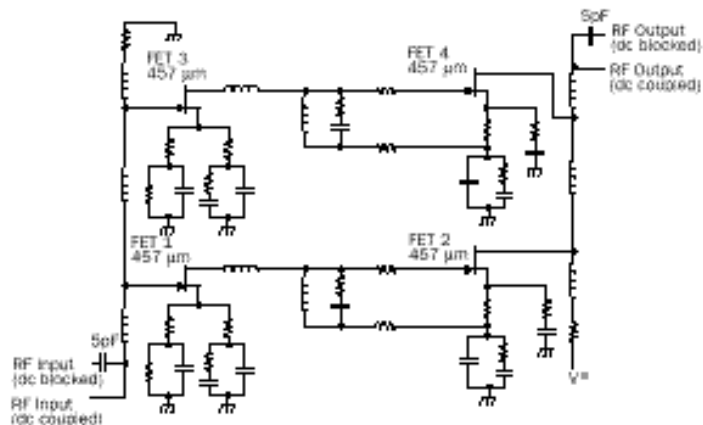 5pF
RF Output
(dc blocked)
RF Output
(dc coupled)
FET 3
457 µm
FET 4
457 µm
FET 1
457 µm
FET 2
457 µm
5pF
RF Input
(dc blocked)
RF Input
(dc coupled)